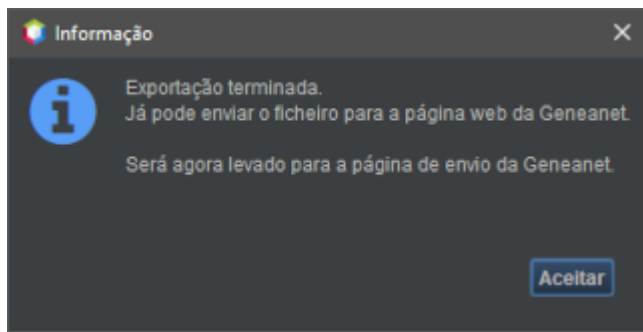 Informação
Exportação terminada.
Já pode enviar o ficheiro para a página web da Geneanet.
Será agora levado para a página de envio da Geneanet.
Aceitar